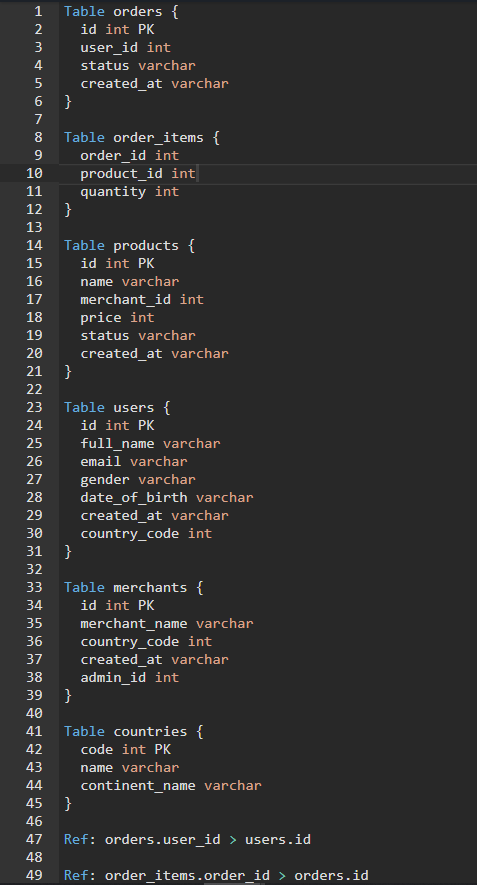 1 Table orders {
2   id int PK
3   user_id int
4   status varchar
5   created_at varchar
6 }
7
8 Table order_items {
9   order_id int
10   product_id int
11   quantity int
12 }
13
14 Table products {
15   id int PK
16   name varchar
17   merchant_id int
18   price int
19   status varchar
20   created_at varchar
21 }
22
23 Table users {
24   id int PK
25   full_name varchar
26   email varchar
27   gender varchar
28   date_of_birth varchar
29   created_at varchar
30   country_code int
31 }
32
33 Table merchants {
34   id int PK
35   merchant_name varchar
36   country_code int
37   created_at varchar
38   admin_id int
39 }
40
41 Table countries {
42   code int PK
43   name varchar
44   continent_name varchar
45 }
46
47 Ref: orders.user_id > users.id
48
49 Ref: order_items.order_id > orders.id